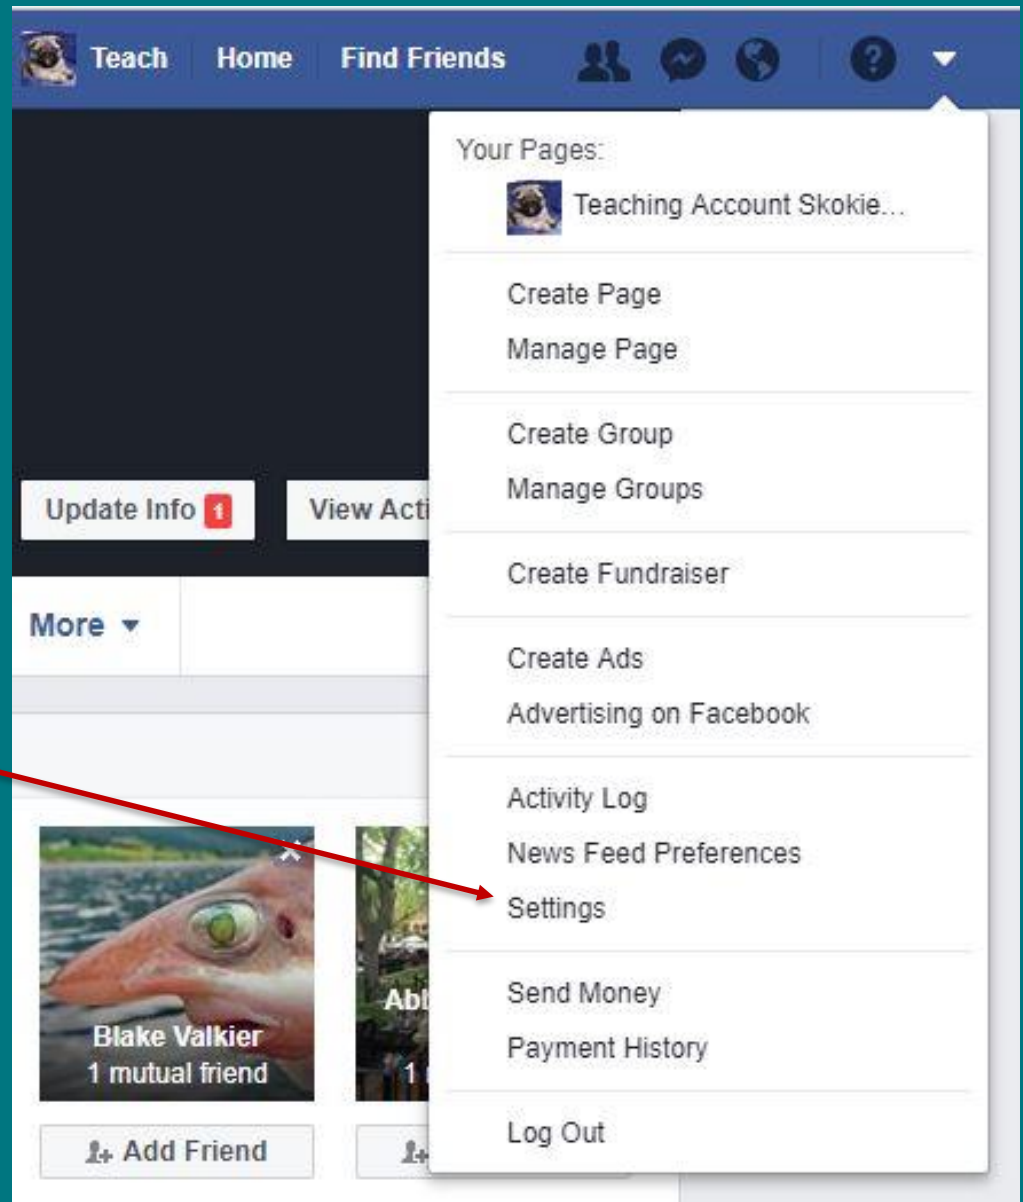 Teach Home Find Friends
Your Pages:
Teaching Account Skokie...
Create Page
Manage Page
Create Group
Manage Groups
Update Info 1 View Acti
Create Fundraiser
More
Create Ads
Advertising on Facebook
Activity Log
News Feed Preferences
Settings
Send Money
Payment History
Log Out
Blake Valkier
1 mutual friend
Add Friend
Abb
1